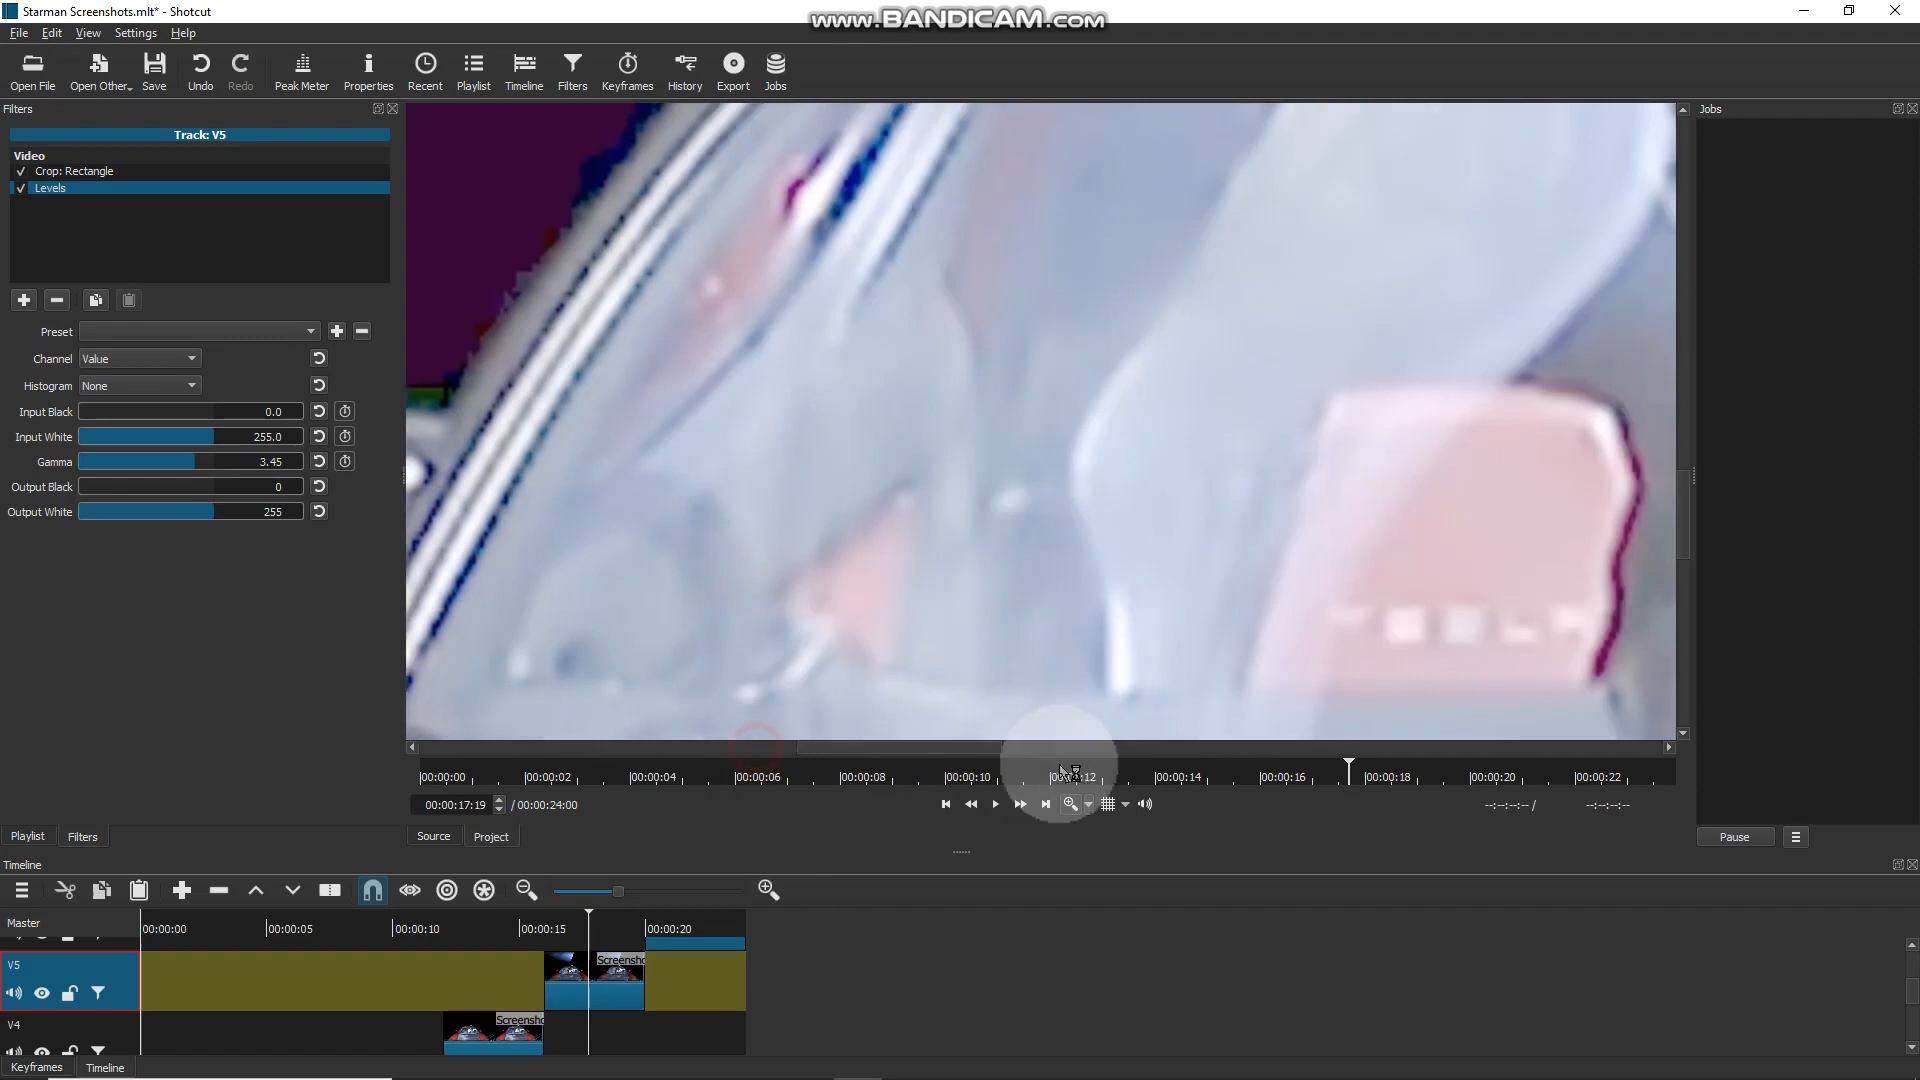 Starman Screenshots.mlt* - Shotcut
www.BANDICAM.com
File Edit View Settings Help
Open File Open Other... Save Undo Redo Peak Meter Properties Recent Playlist Timeline Filters Keyframes History Export Jobs
Filters
Jobs
Track: V5
Video
Crop: Rectangle
Levels
Preset
Channel Value
Histogram None
Input Black 0.0
Input White 255.0
Gamma 3.45
Output Black 0
Output White 255
00:00:00 00:00:02 00:00:04 00:00:06 00:00:08 00:00:10 00:00:12 00:00:14 00:00:16 00:00:18 00:00:20 00:00:22
00:00:17:19 / 00:00:24:00
--:--:--:-- / --:--:--:--
Playlist Filters
Source Project
Pause
Timeline
Master
00:00:00 00:00:05 00:00:10 00:00:15 00:00:20
V5
Screensho
V4
Screensho
Keyframes Timeline